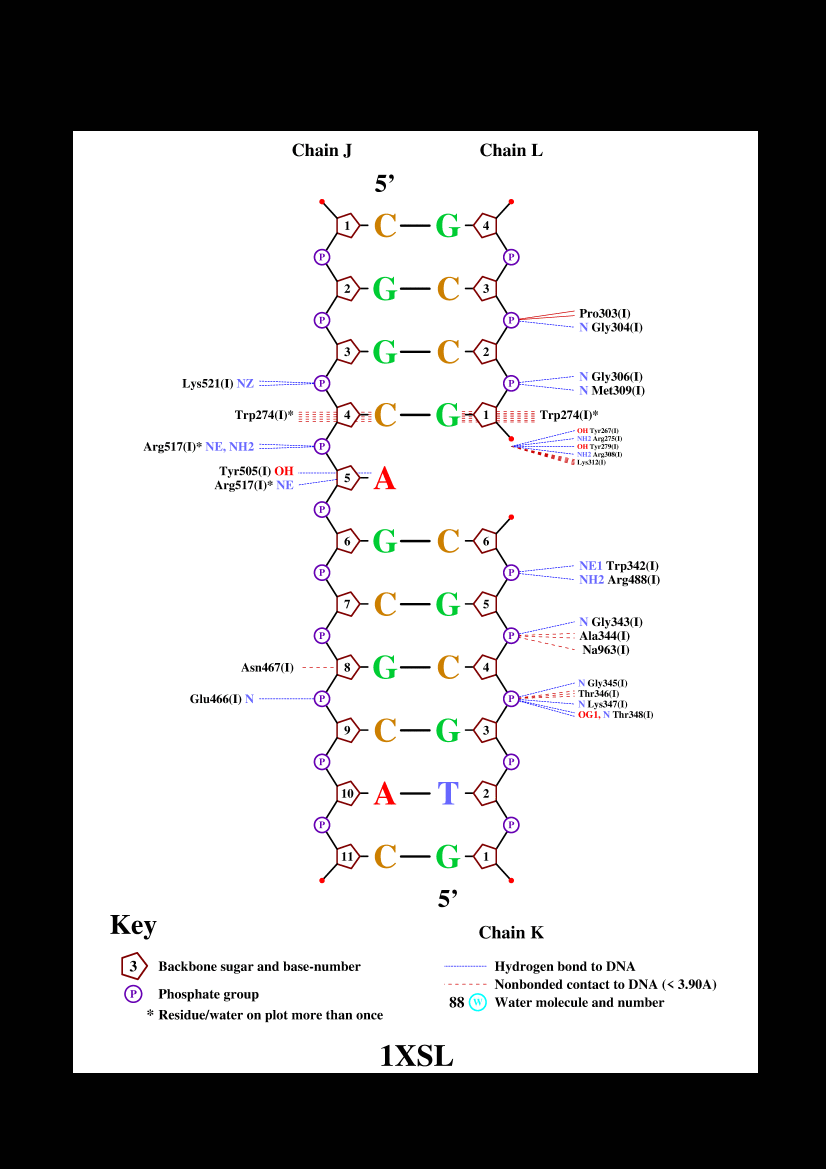 Chain J Chain L
5’
1 C G 4
P P
2 G C 3
P P Pro303(I)
N Gly304(I)
3 G C 2
Lys521(I) NZ P P N Gly306(I)
N Met309(I)
Trp274(I)* 4 C G 1 Trp274(I)*
OH Tyr267(I)
NH2 Arg275(I)
Arg517(I)* NE, NH2 P OH Tyr279(I)
NH2 Arg308(I)
Lys312(I)
Tyr505(I) OH 5 A
Arg517(I)* NE
P
6 G C 6
P P NE1 Trp342(I)
NH2 Arg488(I)
7 C G 5
N Gly343(I)
P P Ala344(I)
Na963(I)
Asn467(I) 8 G C 4
N Gly345(I)
Thr346(I)
Glu466(I) N P P N Lys347(I)
OG1, N Thr348(I)
9 C G 3
P P
10 A T 2
P P
11 C G 1
5’
Key
Chain K
3 Backbone sugar and base-number Hydrogen bond to DNA
Nonbonded contact to DNA (< 3.90A)
P Phosphate group
88 W Water molecule and number
* Residue/water on plot more than once
1XSL